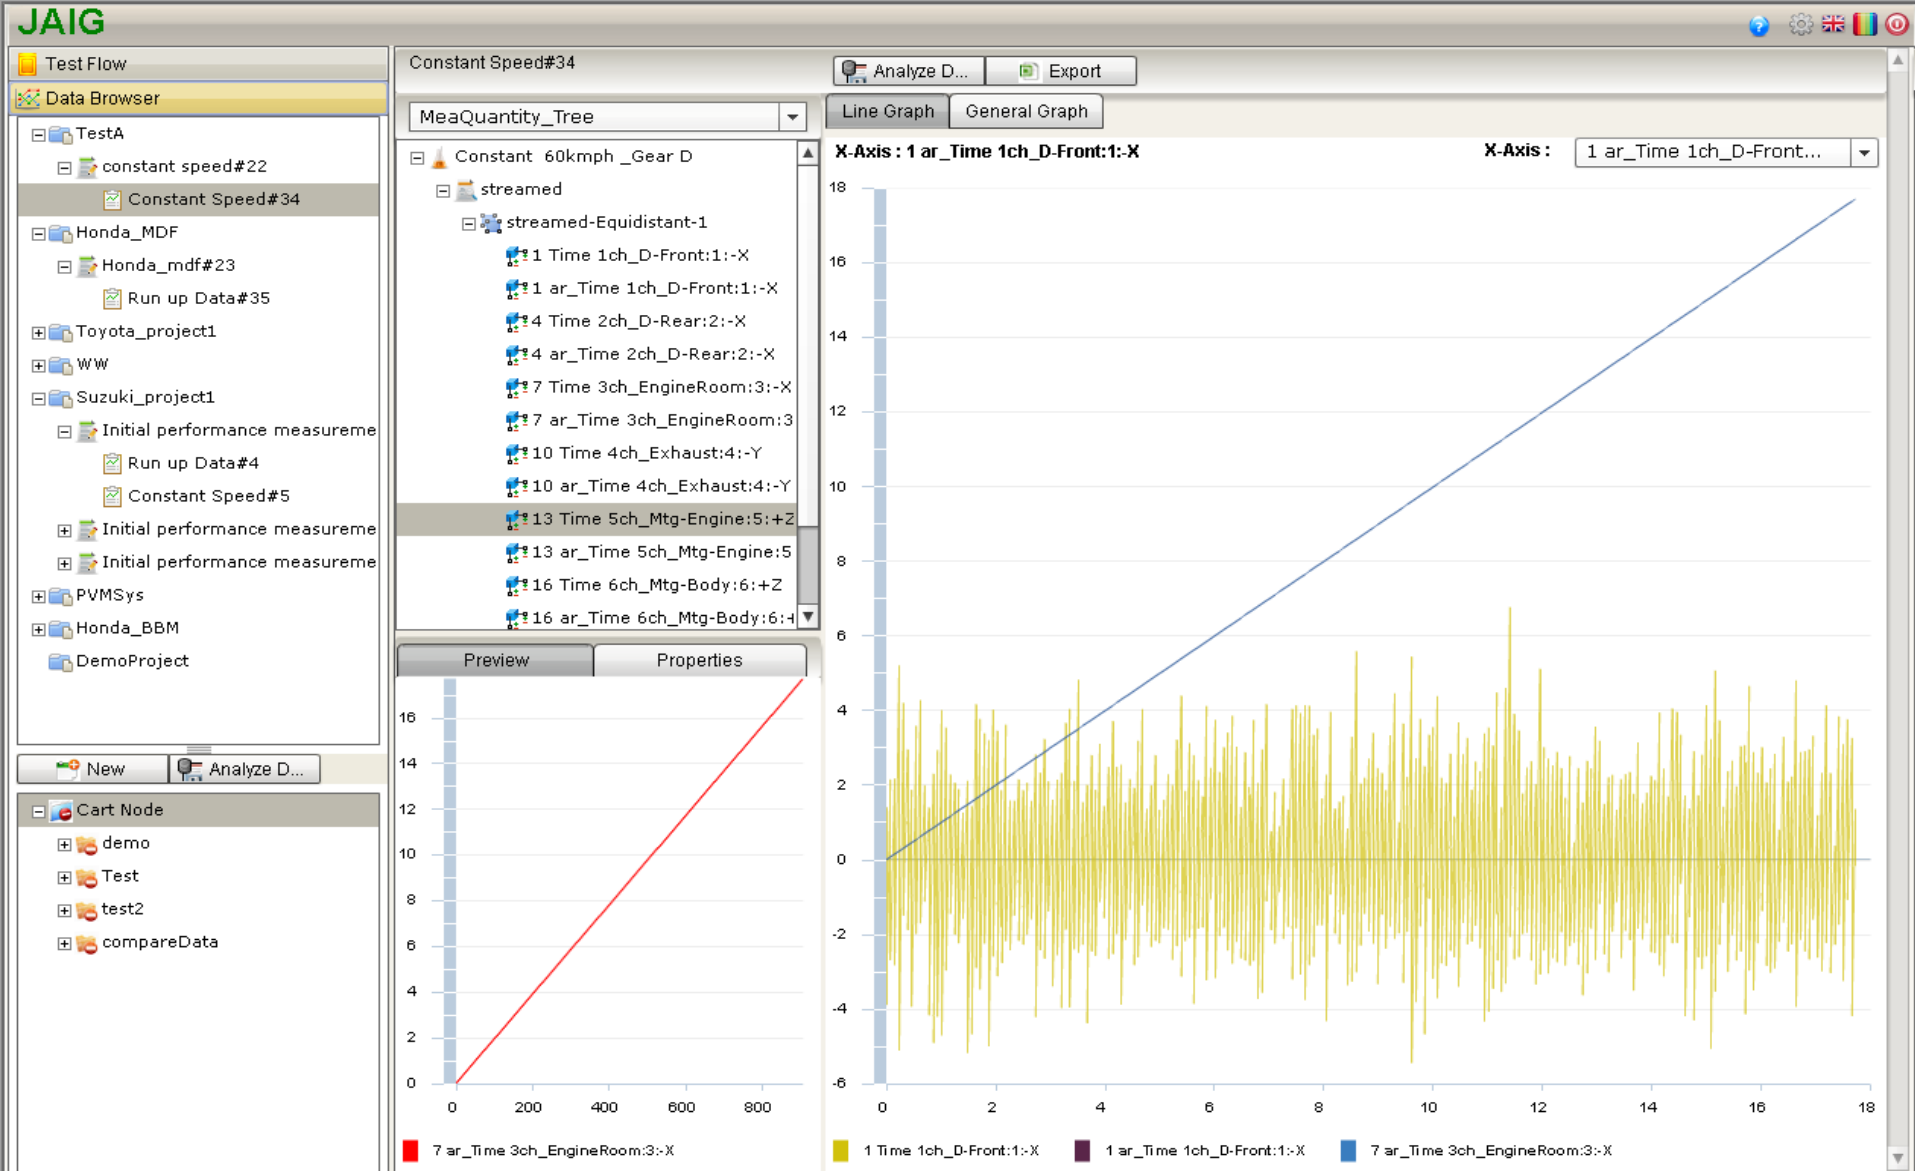 JAIG
Test Flow
Data Browser
TestA
constant speed#22
Constant Speed#34
Honda_MDF
Honda_mdf#23
Run up Data#35
Toyota_project1
WW
Suzuki_project1
Initial performance measureme
Run up Data#4
Constant Speed#5
Initial performance measureme
Initial performance measureme
PVMSys
Honda_BBM
DemoProject
New
Analyze D...
Cart Node
demo
Test
test2
compareData
Constant Speed#34
MeaQuantity_Tree
Constant 60kmph _Gear D
streamed
streamed-Equidistant-1
1 Time 1ch_D-Front:1:-X
1 ar_Time 1ch_D-Front:1:-X
4 Time 2ch_D-Rear:2:-X
4 ar_Time 2ch_D-Rear:2:-X
7 Time 3ch_EngineRoom:3:-X
7 ar_Time 3ch_EngineRoom:3
10 Time 4ch_Exhaust:4:-Y
10 ar_Time 4ch_Exhaust:4:-Y
13 Time 5ch_Mtg-Engine:5:+Z
13 ar_Time 5ch_Mtg-Engine:5
16 Time 6ch_Mtg-Body:6:+Z
16 ar_Time 6ch_Mtg-Body:6:+
Preview
Properties
16
14
12
10
8
6
4
2
0
0 200 400 600 800
7 ar_Time 3ch_EngineRoom:3:-X
Analyze D...
Export
Line Graph
General Graph
X-Axis : 1 ar_Time 1ch_D-Front:1:-X
X-Axis :
1 ar_Time 1ch_D-Front...
18
16
14
12
10
8
6
4
2
0
-2
-4
-6
0 2 4 6 8 10 12 14 16 18
1 Time 1ch_D-Front:1:-X
1 ar_Time 1ch_D-Front:1:-X
7 ar_Time 3ch_EngineRoom:3:-X